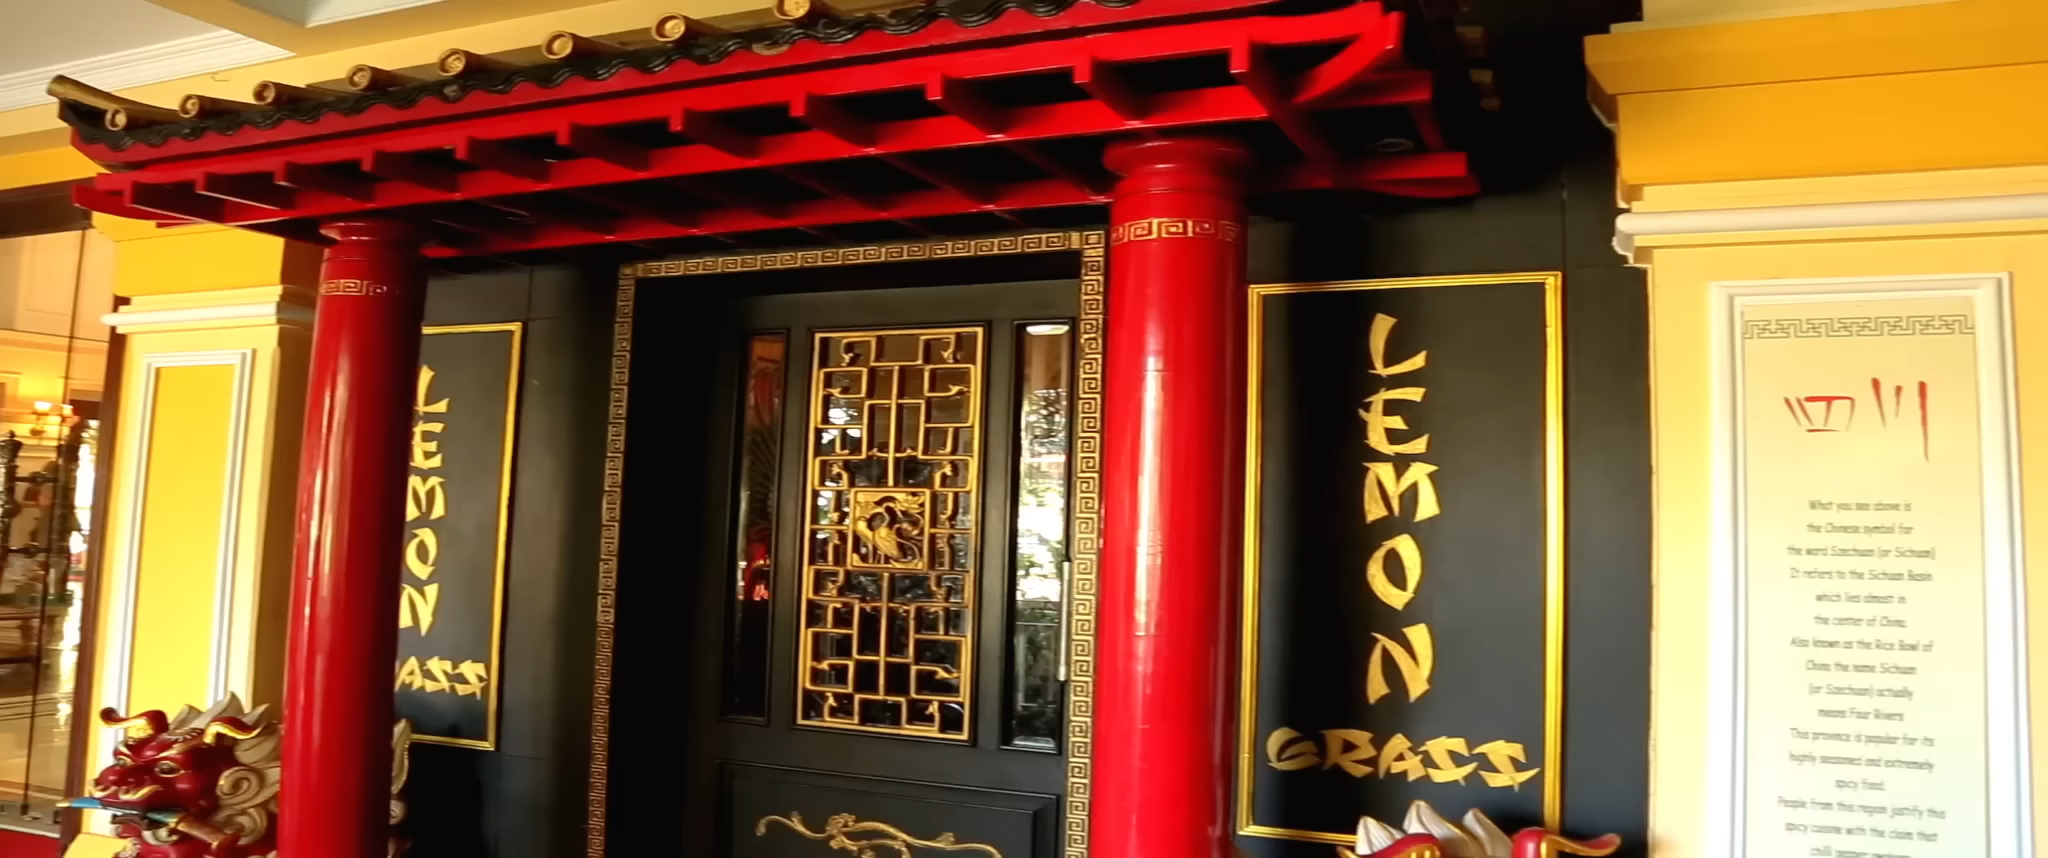 LEMON
GRASS
LEMON
GRASS
四川
What you see above is
the Chinese symbol for
the word Szechuan (or Sichuan)
It refers to the Sichuan Basin
which lies almost in
the center of China.
Also known as the Rice Bowl of
China the name Sichuan
(or Szechuan) actually
means Four Rivers
This province is popular for its
highly seasoned and extremely
spicy food.
People from this region justify this
spicy cuisine with the claim that
chilli pepper